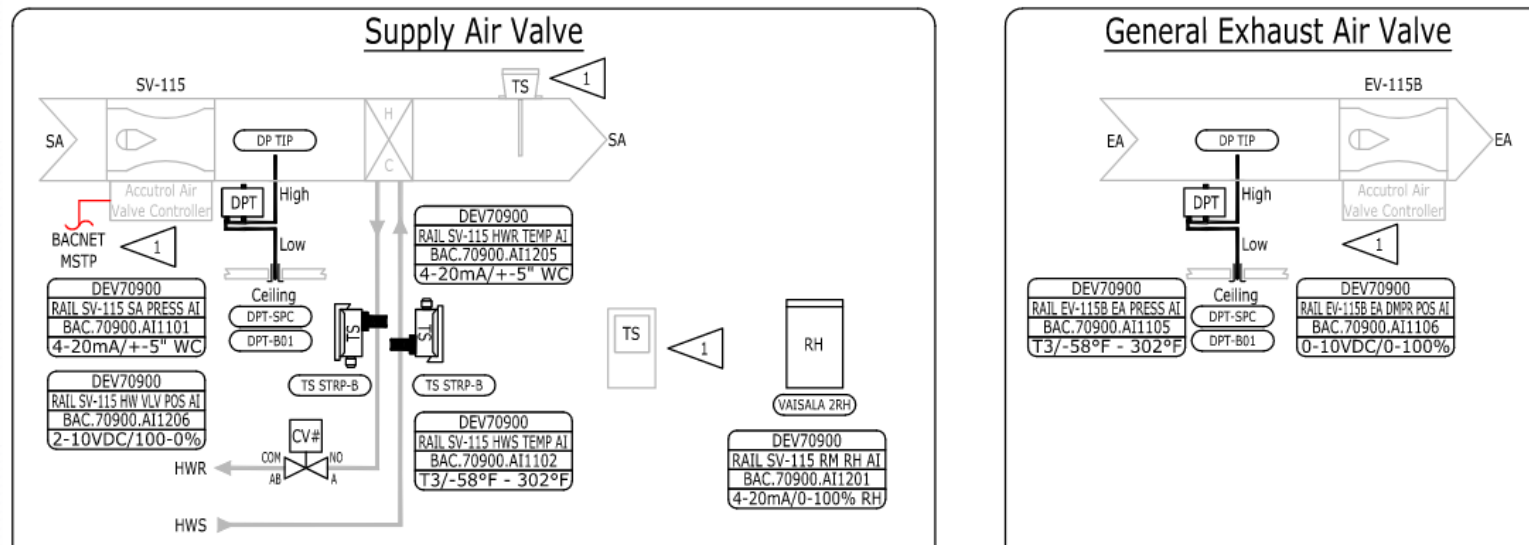 Supply Air Valve
SV-115
TS
1
SA
DP TIP
H
C
SA
High
DPT
Accutrol Air
Valve Controller
Low
BACNET
MSTP
1
DEV70900
RAIL SV-115 HWR TEMP AI
BAC.70900.AI1205
4-20mA/+-5" WC
DEV70900
RAIL SV-115 SA PRESS AI
BAC.70900.AI1101
4-20mA/+-5" WC
Ceiling
DPT-SPC
DPT-B01
TS
TS
TS STRP-B
TS STRP-B
TS
1
RH
VAISALA 2RH
DEV70900
RAIL SV-115 HW VLV POS AI
BAC.70900.AI1206
2-10VDC/100-0%
CV#
COM
NO
AB
A
HWR
HWS
DEV70900
RAIL SV-115 HWS TEMP AI
BAC.70900.AI1102
T3/-58°F - 302°F
DEV70900
RAIL SV-115 RM RH AI
BAC.70900.AI1201
4-20mA/0-100% RH
General Exhaust Air Valve
EV-115B
EA
DP TIP
EA
High
DPT
Accutrol Air
Valve Controller
Low
1
DEV70900
RAIL EV-115B EA PRESS AI
BAC.70900.AI1105
T3/-58°F - 302°F
Ceiling
DPT-SPC
DPT-B01
DEV70900
RAIL EV-115B EA DMPR POS AI
BAC.70900.AI1106
0-10VDC/0-100%